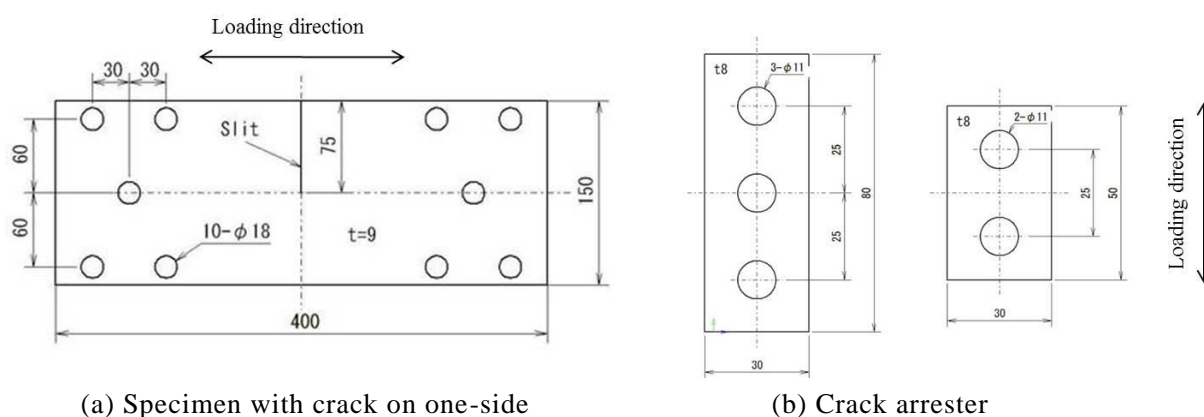 Loading direction
30 30
Slit
75
60
60
150
10-φ18
t=9
400
(a) Specimen with crack on one-side
t8
3-φ11
25
25
80
30
t8
2-φ11
25
50
30
Loading direction
(b) Crack arrester